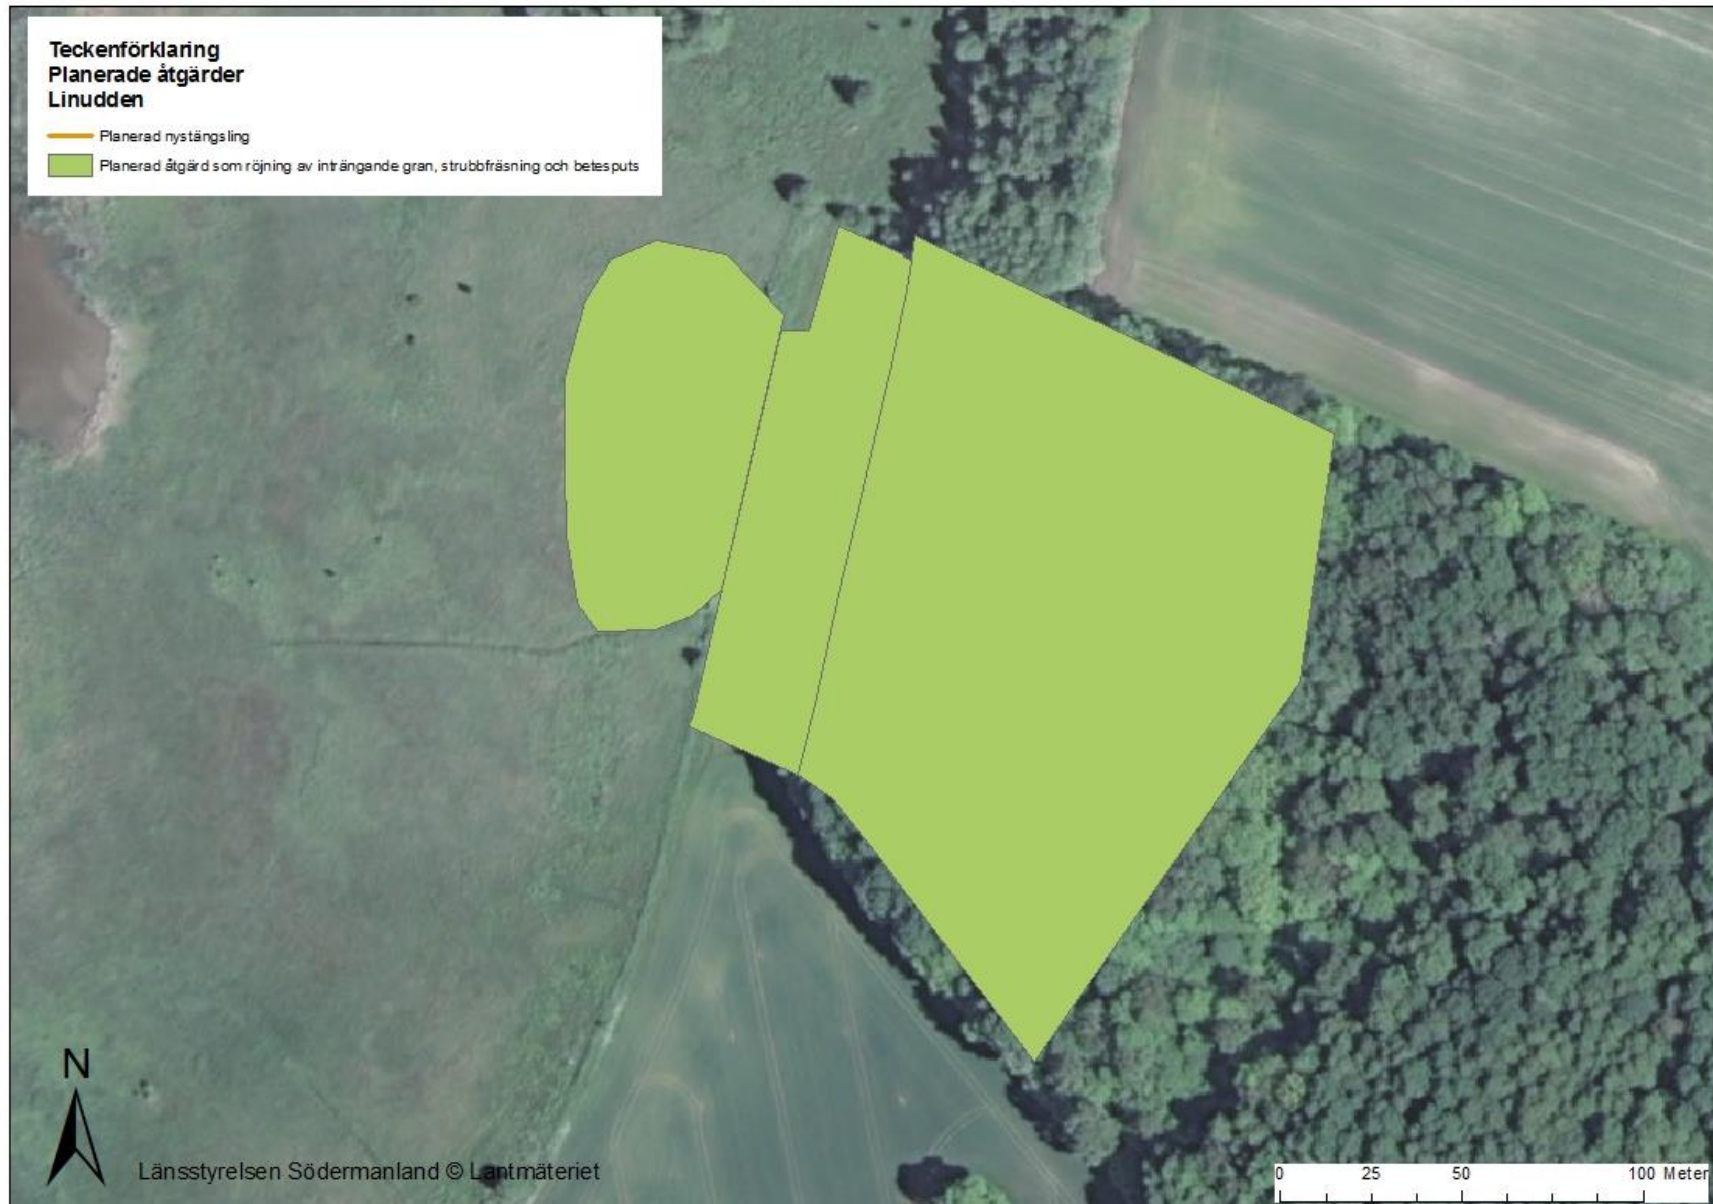 Teckenförklaring
Planerade åtgärder
Linudden
Planerad nystängsling
Planerad åtgärd som röjning av inträngande gran, strubbfräsning och betesputs
N
Länsstyrelsen Södermanland © Lantmäteriet
0 25 50 100 Meter